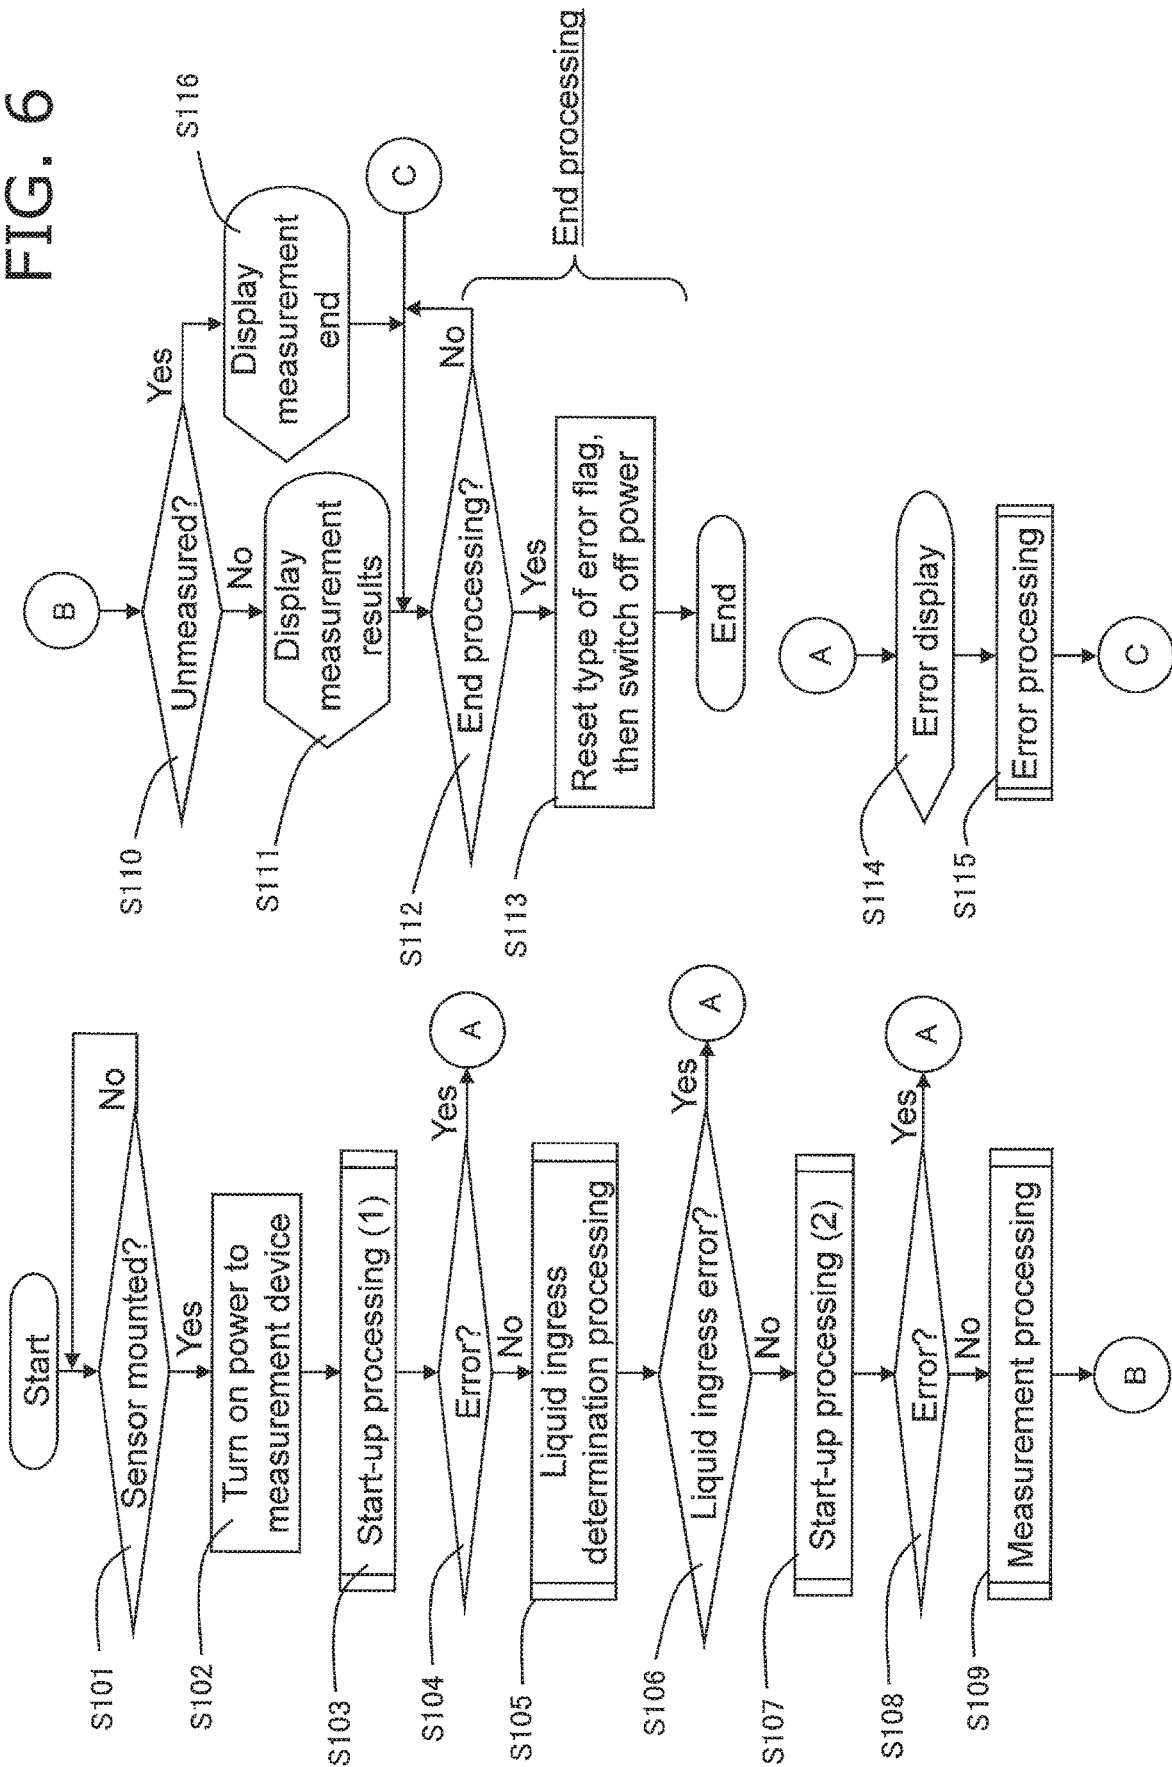 FIG. 6
Start
S101
Sensor mounted?
No
Yes
S102
Turn on power to
measurement device
S103
Start-up processing (1)
S104
Error?
Yes
A
No
S105
Liquid ingress
determination processing
S106
Liquid ingress error?
Yes
A
No
S107
Start-up processing (2)
S108
Error?
Yes
A
No
S109
Measurement processing
B
B
S110
Unmeasured?
Yes
No
S116
Display
measurement
end
S111
Display
measurement
results
C
S112
End processing?
No
Yes
End processing
S113
Reset type of error flag,
then switch off power
End
A
S114
Error display
S115
Error processing
C